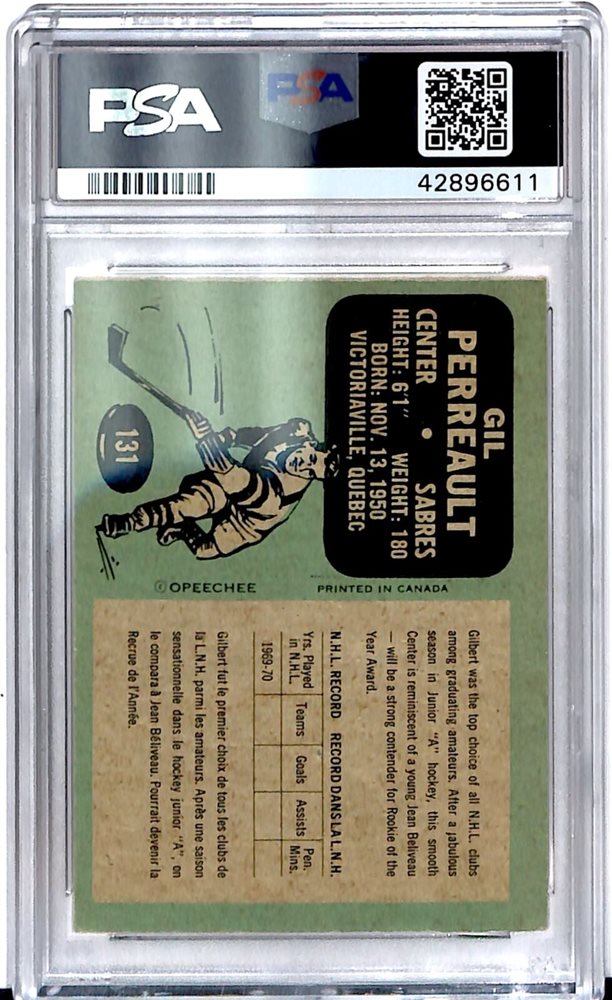 PSA
PSA
42896611
GIL
PERREAULT
CENTER • SABRES
HEIGHT: 6'1" WEIGHT: 180
BORN: NOV. 13, 1950
VICTORIAVILLE, QUEBEC
131
©OPEECHEE PRINTED IN CANADA
Gilbert was the top choice of all N.H.L. clubs
among graduating amateurs. After a fabulous
season in Junior "A" hockey, this smooth
Center is reminiscent of a young Jean Beliveau
— will be a strong contender for Rookie of the
Year Award.
N.H.L. RECORD RECORD DANS LA L.N.H.
Yrs. Played in N.H.L. Teams Goals Assists Pen. Mins.
1969-70
Gilbert fut le premier choix de tous les clubs de
la L.N.H. parmi les amateurs. Après une saison
sensationnelle dans le hockey junior "A", on
le compara à Jean Béliveau. Pourrait devenir la
Recrue de l'Année.